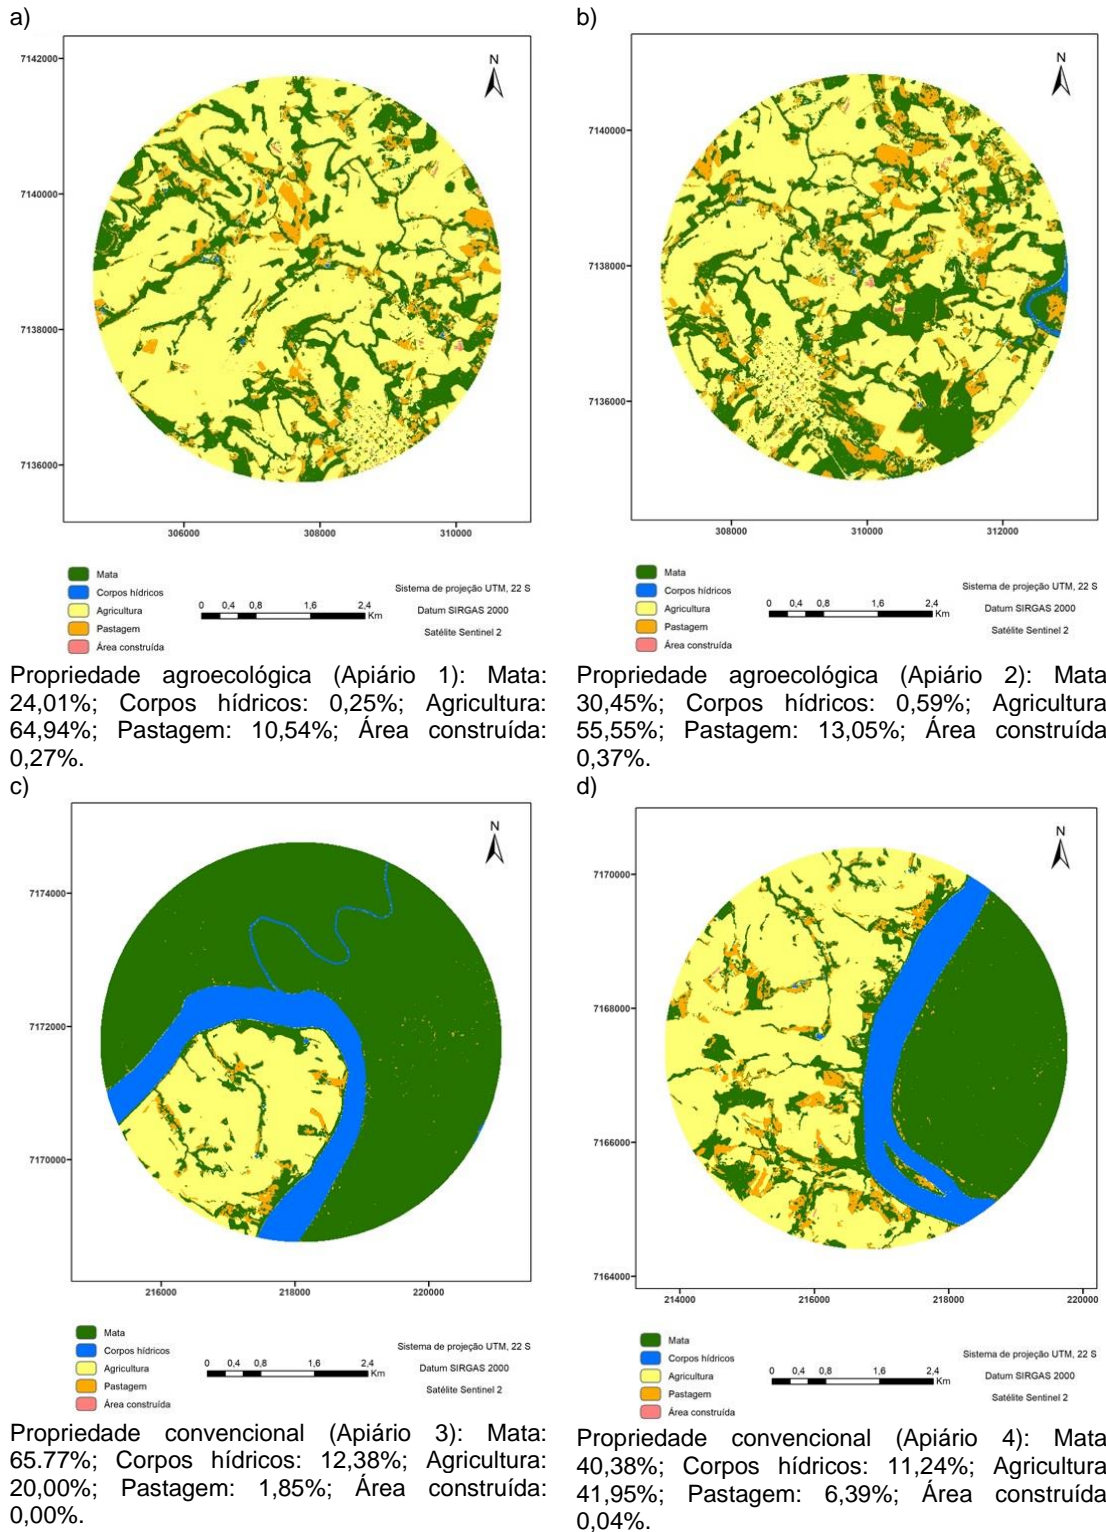 a)
7142000
N
7140000
7138000
7136000
306000 308000 310000
Mata
Corpos hídricos
Agricultura
Pastagem
Área construída
0 0,4 0,8 1,6 2,4
Km
Sistema de projeção UTM, 22 S
Datum SIRGAS 2000
Satélite Sentinel 2
Propriedade agroecológica (Apiário 1): Mata:
24,01%; Corpos hídricos: 0,25%; Agricultura:
64,94%; Pastagem: 10,54%; Área construída:
0,27%.
b)
N
7140000
7138000
7136000
308000 310000 312000
Mata
Corpos hídricos
Agricultura
Pastagem
Área construída
0 0,4 0,8 1,6 2,4
Km
Sistema de projeção UTM, 22 S
Datum SIRGAS 2000
Satélite Sentinel 2
Propriedade agroecológica (Apiário 2): Mata
30,45%; Corpos hídricos: 0,59%; Agricultura
55,55%; Pastagem: 13,05%; Área construída
0,37%.
c)
N
7174000
7172000
7170000
216000 218000 220000
Mata
Corpos hídricos
Agricultura
Pastagem
Área construída
0 0,4 0,8 1,6 2,4
Km
Sistema de projeção UTM, 22 S
Datum SIRGAS 2000
Satélite Sentinel 2
Propriedade convencional (Apiário 3): Mata:
65.77%; Corpos hídricos: 12,38%; Agricultura:
20,00%; Pastagem: 1,85%; Área construída:
0,00%.
d)
N
7170000
7168000
7166000
7164000
214000 216000 218000 220000
Mata
Corpos hídricos
Agricultura
Pastagem
Área construída
0 0,4 0,8 1,6 2,4
Km
Sistema de projeção UTM, 22 S
Datum SIRGAS 2000
Satélite Sentinel 2
Propriedade convencional (Apiário 4): Mata
40,38%; Corpos hídricos: 11,24%; Agricultura
41,95%; Pastagem: 6,39%; Área construída
0,04%.